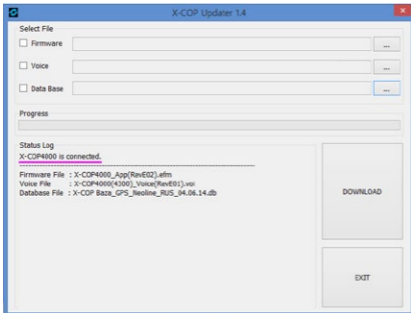 X-COP Updater 1.4
Select File
Firmware
...
Voice
...
Data Base
...
Progress
Status Log
X-COP4000 is connected.
Firmware File : X-COP4000_App(RevE02).efm
Voice File : X-COP4000(4300)_Voice(RevE01).voi
Database File : X-COP Baza_GPS_Neoline_RUS_04.06.14.db
DOWNLOAD
EXIT